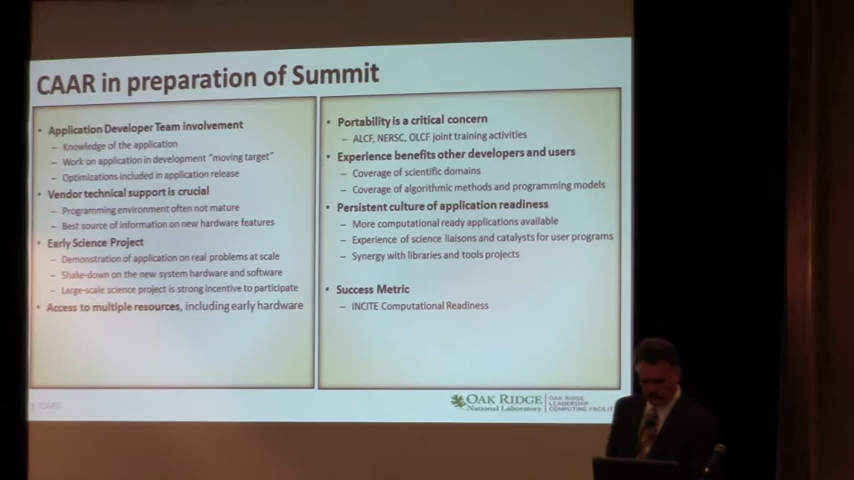 CAAR in preparation of Summit
• Application Developer Team involvement
– Knowledge of the application
– Work on application in development "moving target"
– Optimizations included in application release
• Vendor technical support is crucial
– Programming environment often not mature
– Best source of information on new hardware features
• Early Science Project
– Demonstration of application on real problems at scale
– Shake-down on the new system hardware and software
– Large-scale science project is strong incentive to participate
• Access to multiple resources, including early hardware
• Portability is a critical concern
– ALCF, NERSC, OLCF joint training activities
• Experience benefits other developers and users
– Coverage of scientific domains
– Coverage of algorithmic methods and programming models
• Persistent culture of application readiness
– More computational ready applications available
– Experience of science liaisons and catalysts for user programs
– Synergy with libraries and tools projects
• Success Metric
– INCITE Computational Readiness
CAAR
OAK RIDGE
National Laboratory
OAK RIDGE
LEADERSHIP
COMPUTING FACILIT